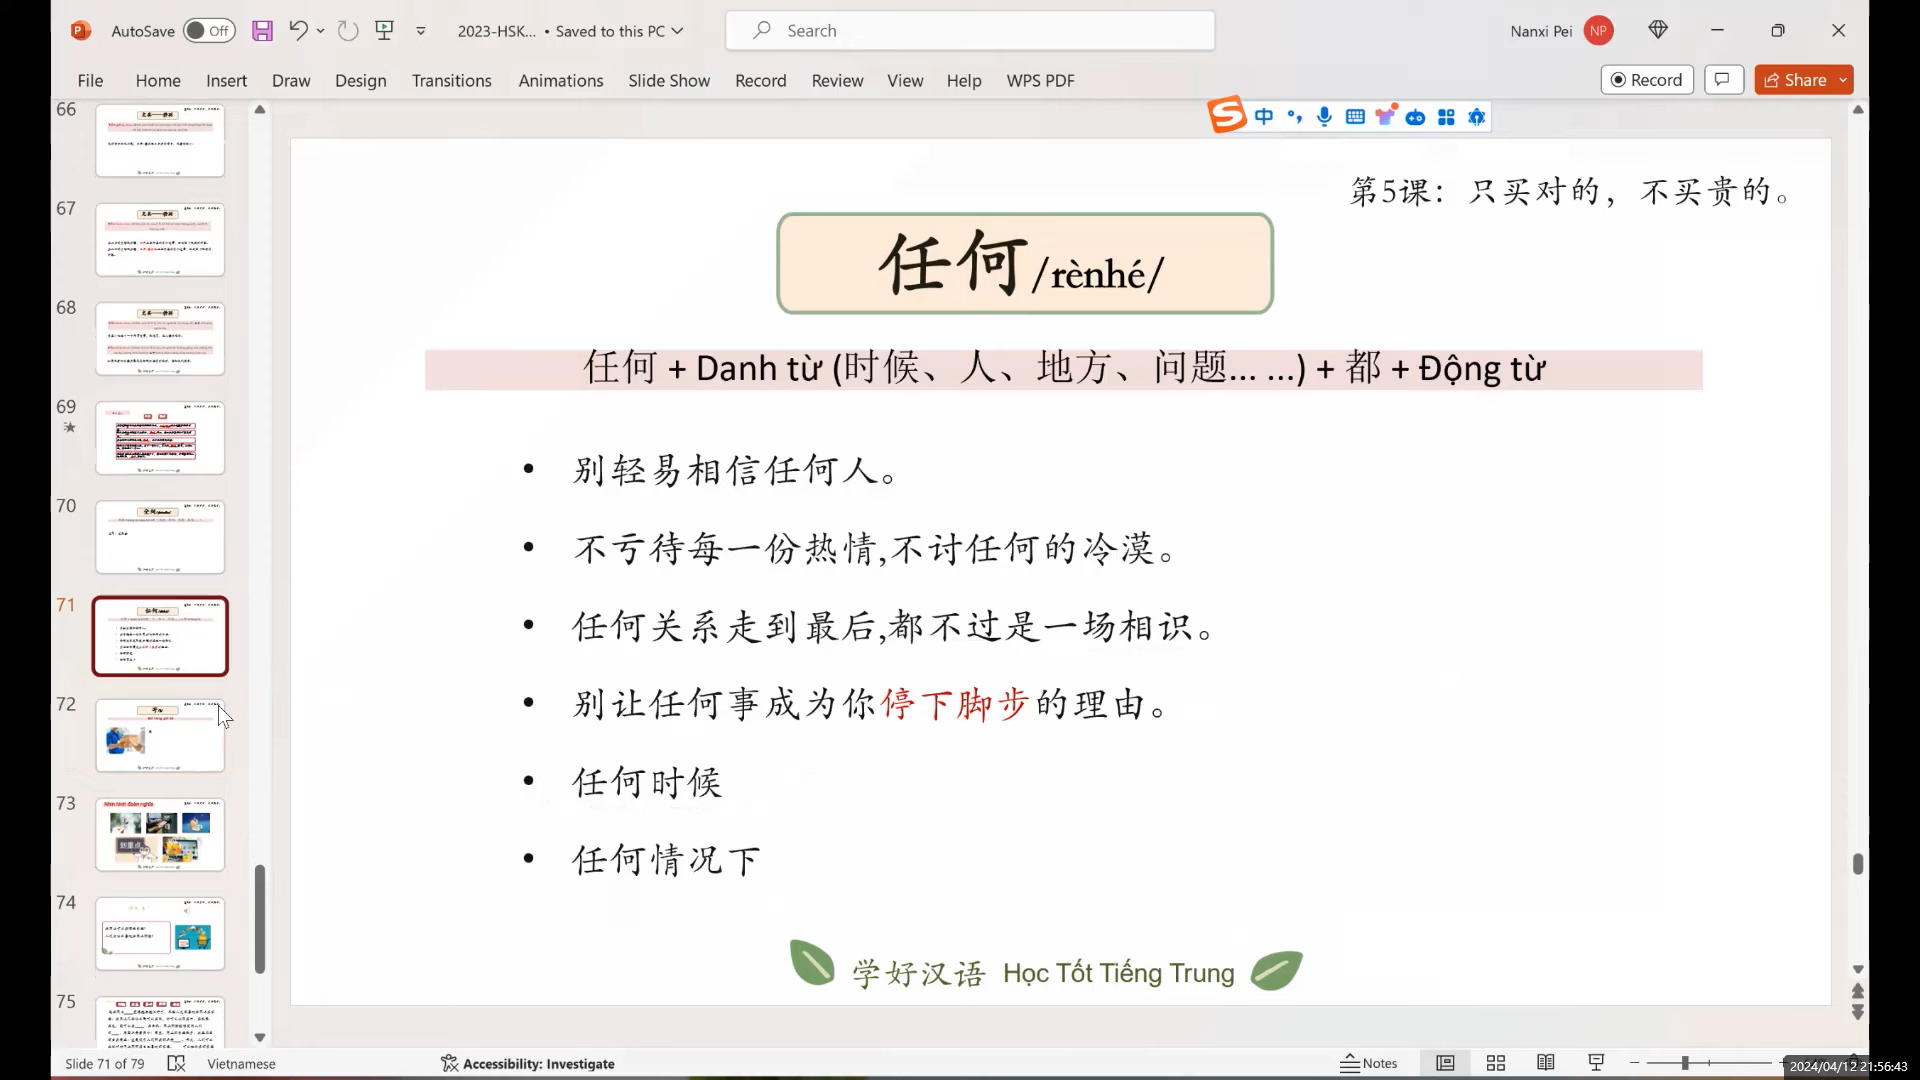 AutoSave Off 2023-HSK... • Saved to this PC Search Nanxi Pei NP
File Home Insert Draw Design Transitions Animations Slide Show Record Review View Help WPS PDF Record Share
中
66
67
68
69
70
71
72
73
74
75
第5课：只买对的，不买贵的。
任何/rènhé/
任何 + Danh từ (时候、人、地方、问题... ...) + 都 + Động từ
• 别轻易相信任何人。
• 不亏待每一份热情,不讨任何的冷漠。
• 任何关系走到最后,都不过是一场相识。
• 别让任何事成为你停下脚步的理由。
• 任何时候
• 任何情况下
学好汉语 Học Tốt Tiếng Trung
Slide 71 of 79 Vietnamese Accessibility: Investigate Notes
2024/04/12 21:56:43